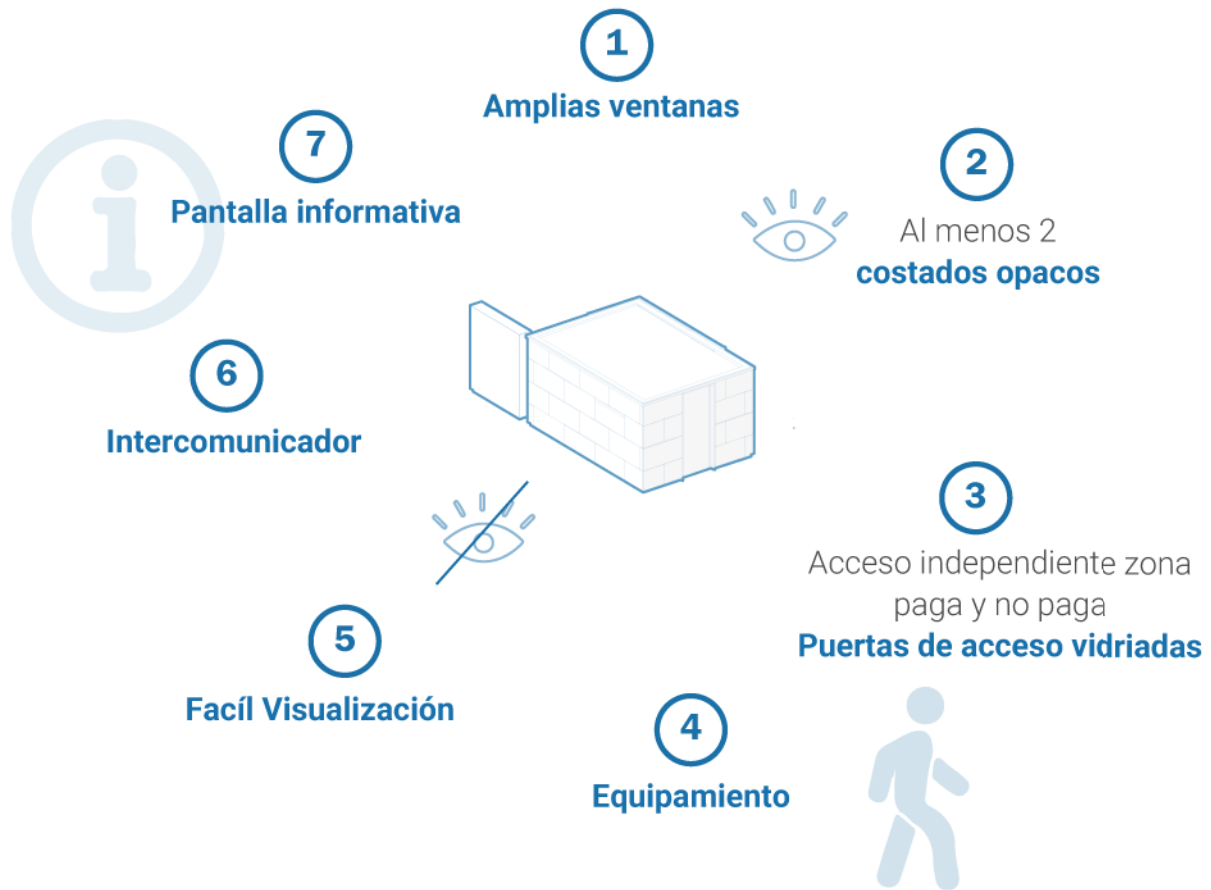 1
Amplias ventanas
2
Al menos 2
costados opacos
3
Acceso independiente zona
paga y no paga
Puertas de acceso vidriadas
4
Equipamiento
5
Facíl Visualización
6
Intercomunicador
7
Pantalla informativa